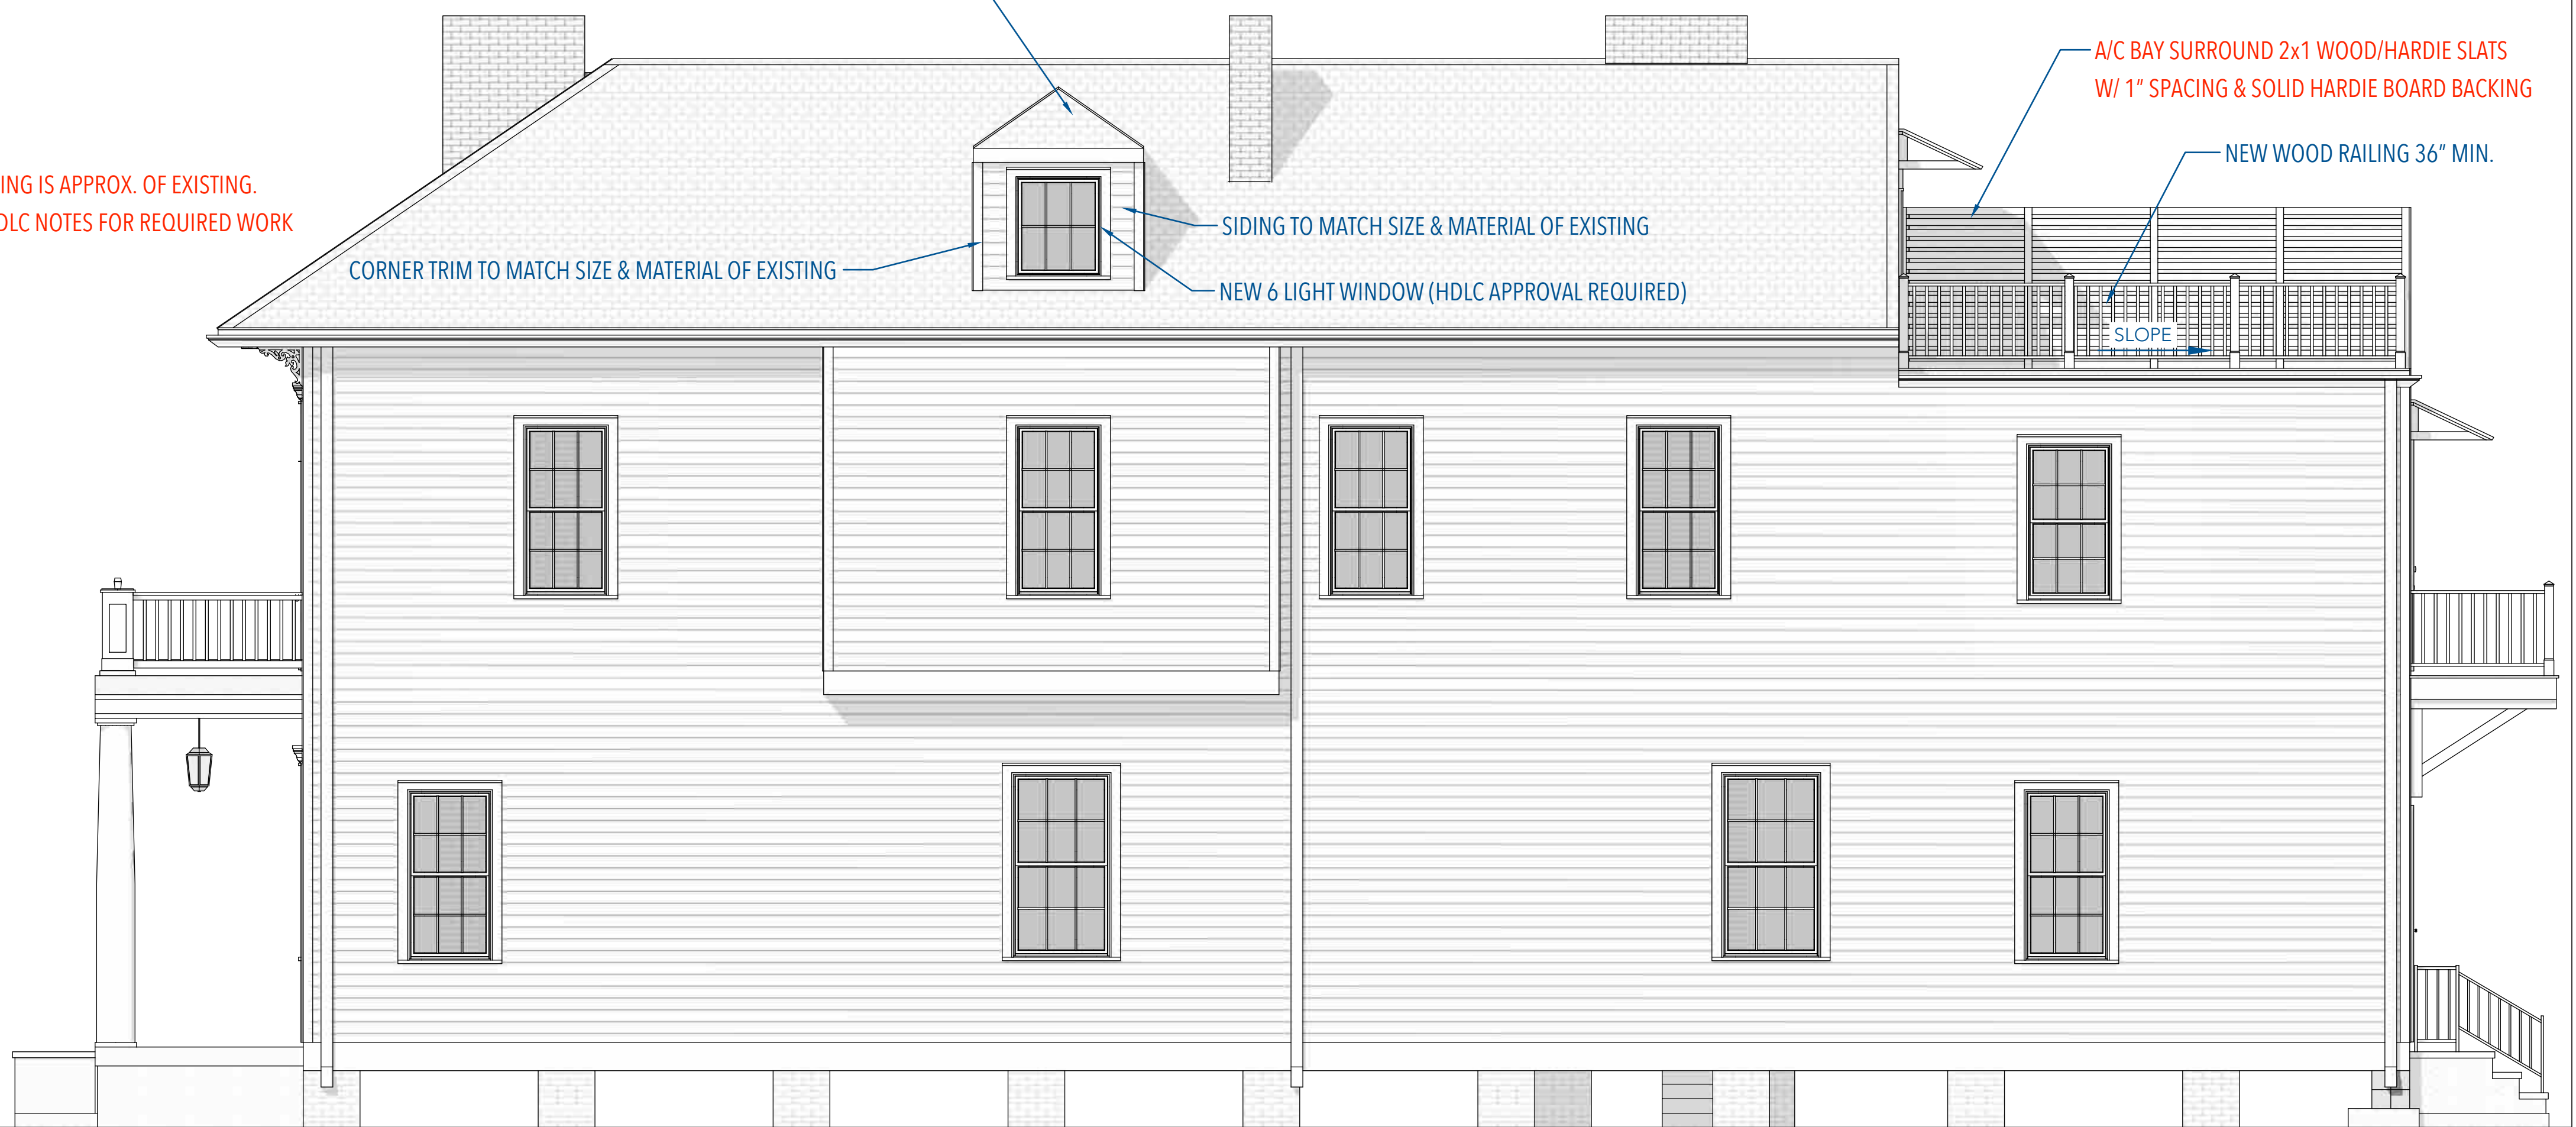 A/C BAY SURROUND 2x1 WOOD/HARDIE SLATS
W/ 1" SPACING & SOLID HARDIE BOARD BACKING
NEW WOOD RAILING 36" MIN.
IS APPROX. OF EXISTING.
NOTES FOR REQUIRED WORK
SIDING TO MATCH SIZE & MATERIAL OF EXISTING
CORNER TRIM TO MATCH SIZE & MATERIAL OF EXISTING
NEW 6 LIGHT WINDOW (HDLC APPROVAL REQUIRED)
SLOPE